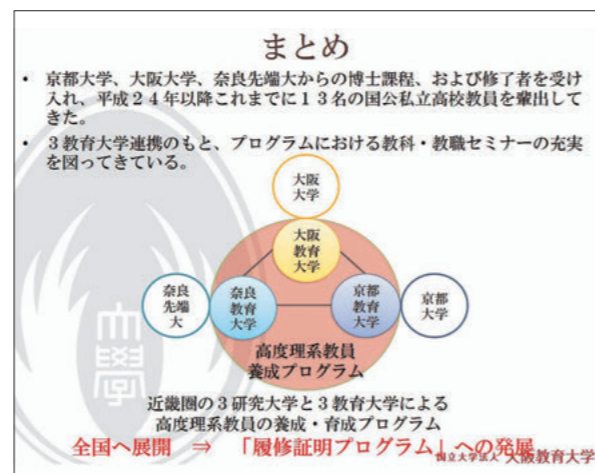 まとめ
・ 京都大学、大阪大学、奈良先端大からの博士課程、および修了者を受け
入れ、平成２４年以降これまでに１３名の国公私立高校教員を輩出して
きた。
・ ３教育大学連携のもと、プログラムにおける教科・教職セミナーの充実
を図ってきている。
大阪
大学
大阪
教育
大学
奈良
先端
大
奈良
教育
大学
京都
教育
大学
京都
大学
高度理系教員
養成プログラム
近畿圏の３研究大学と３教育大学による
高度理系教員の養成・育成プログラム
全国へ展開 ⇒ 「履修証明プログラム」への発展
国立大学法人 大阪教育大学
大學